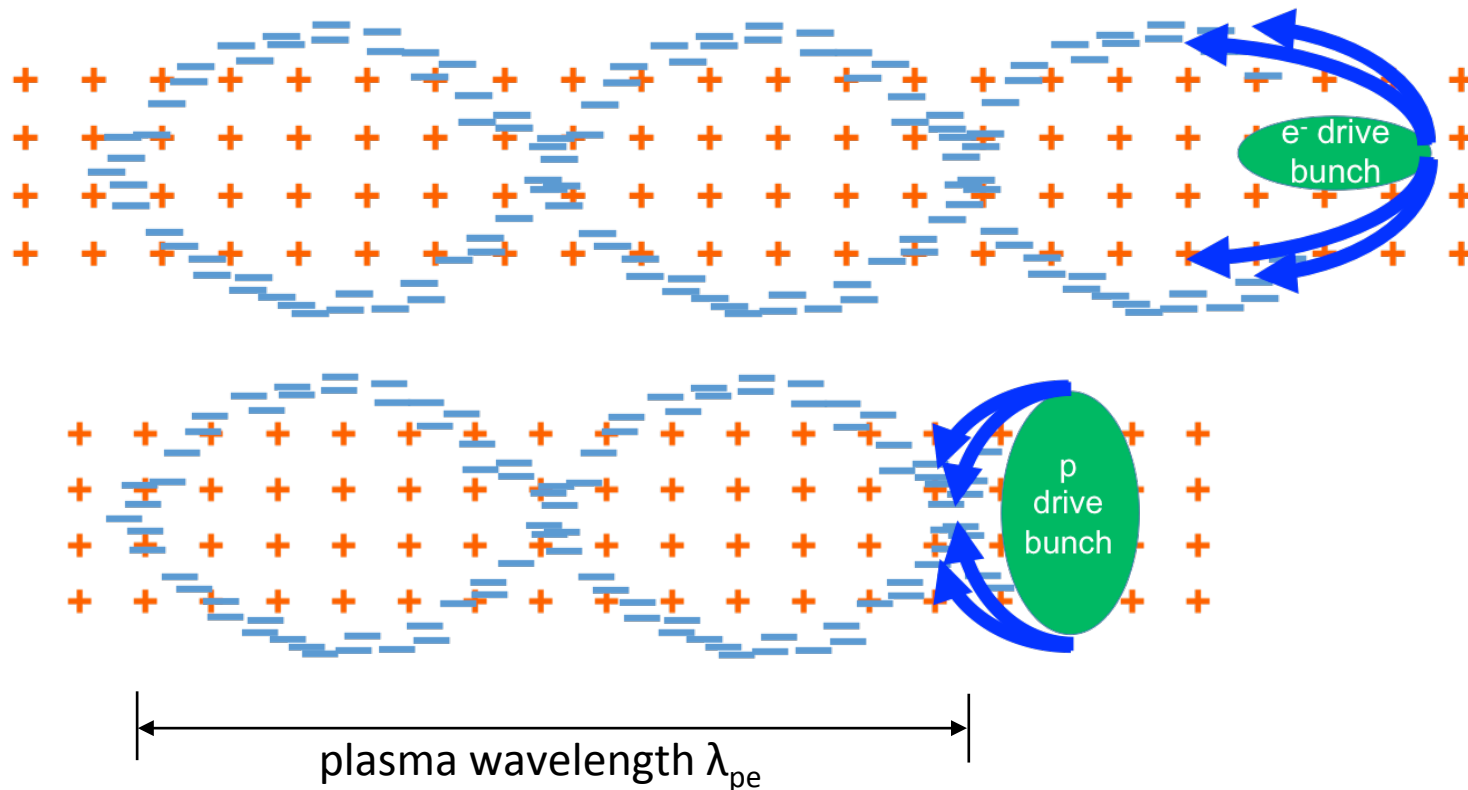 e⁻ drive
bunch
p
drive
bunch
plasma wavelength λₚₑ